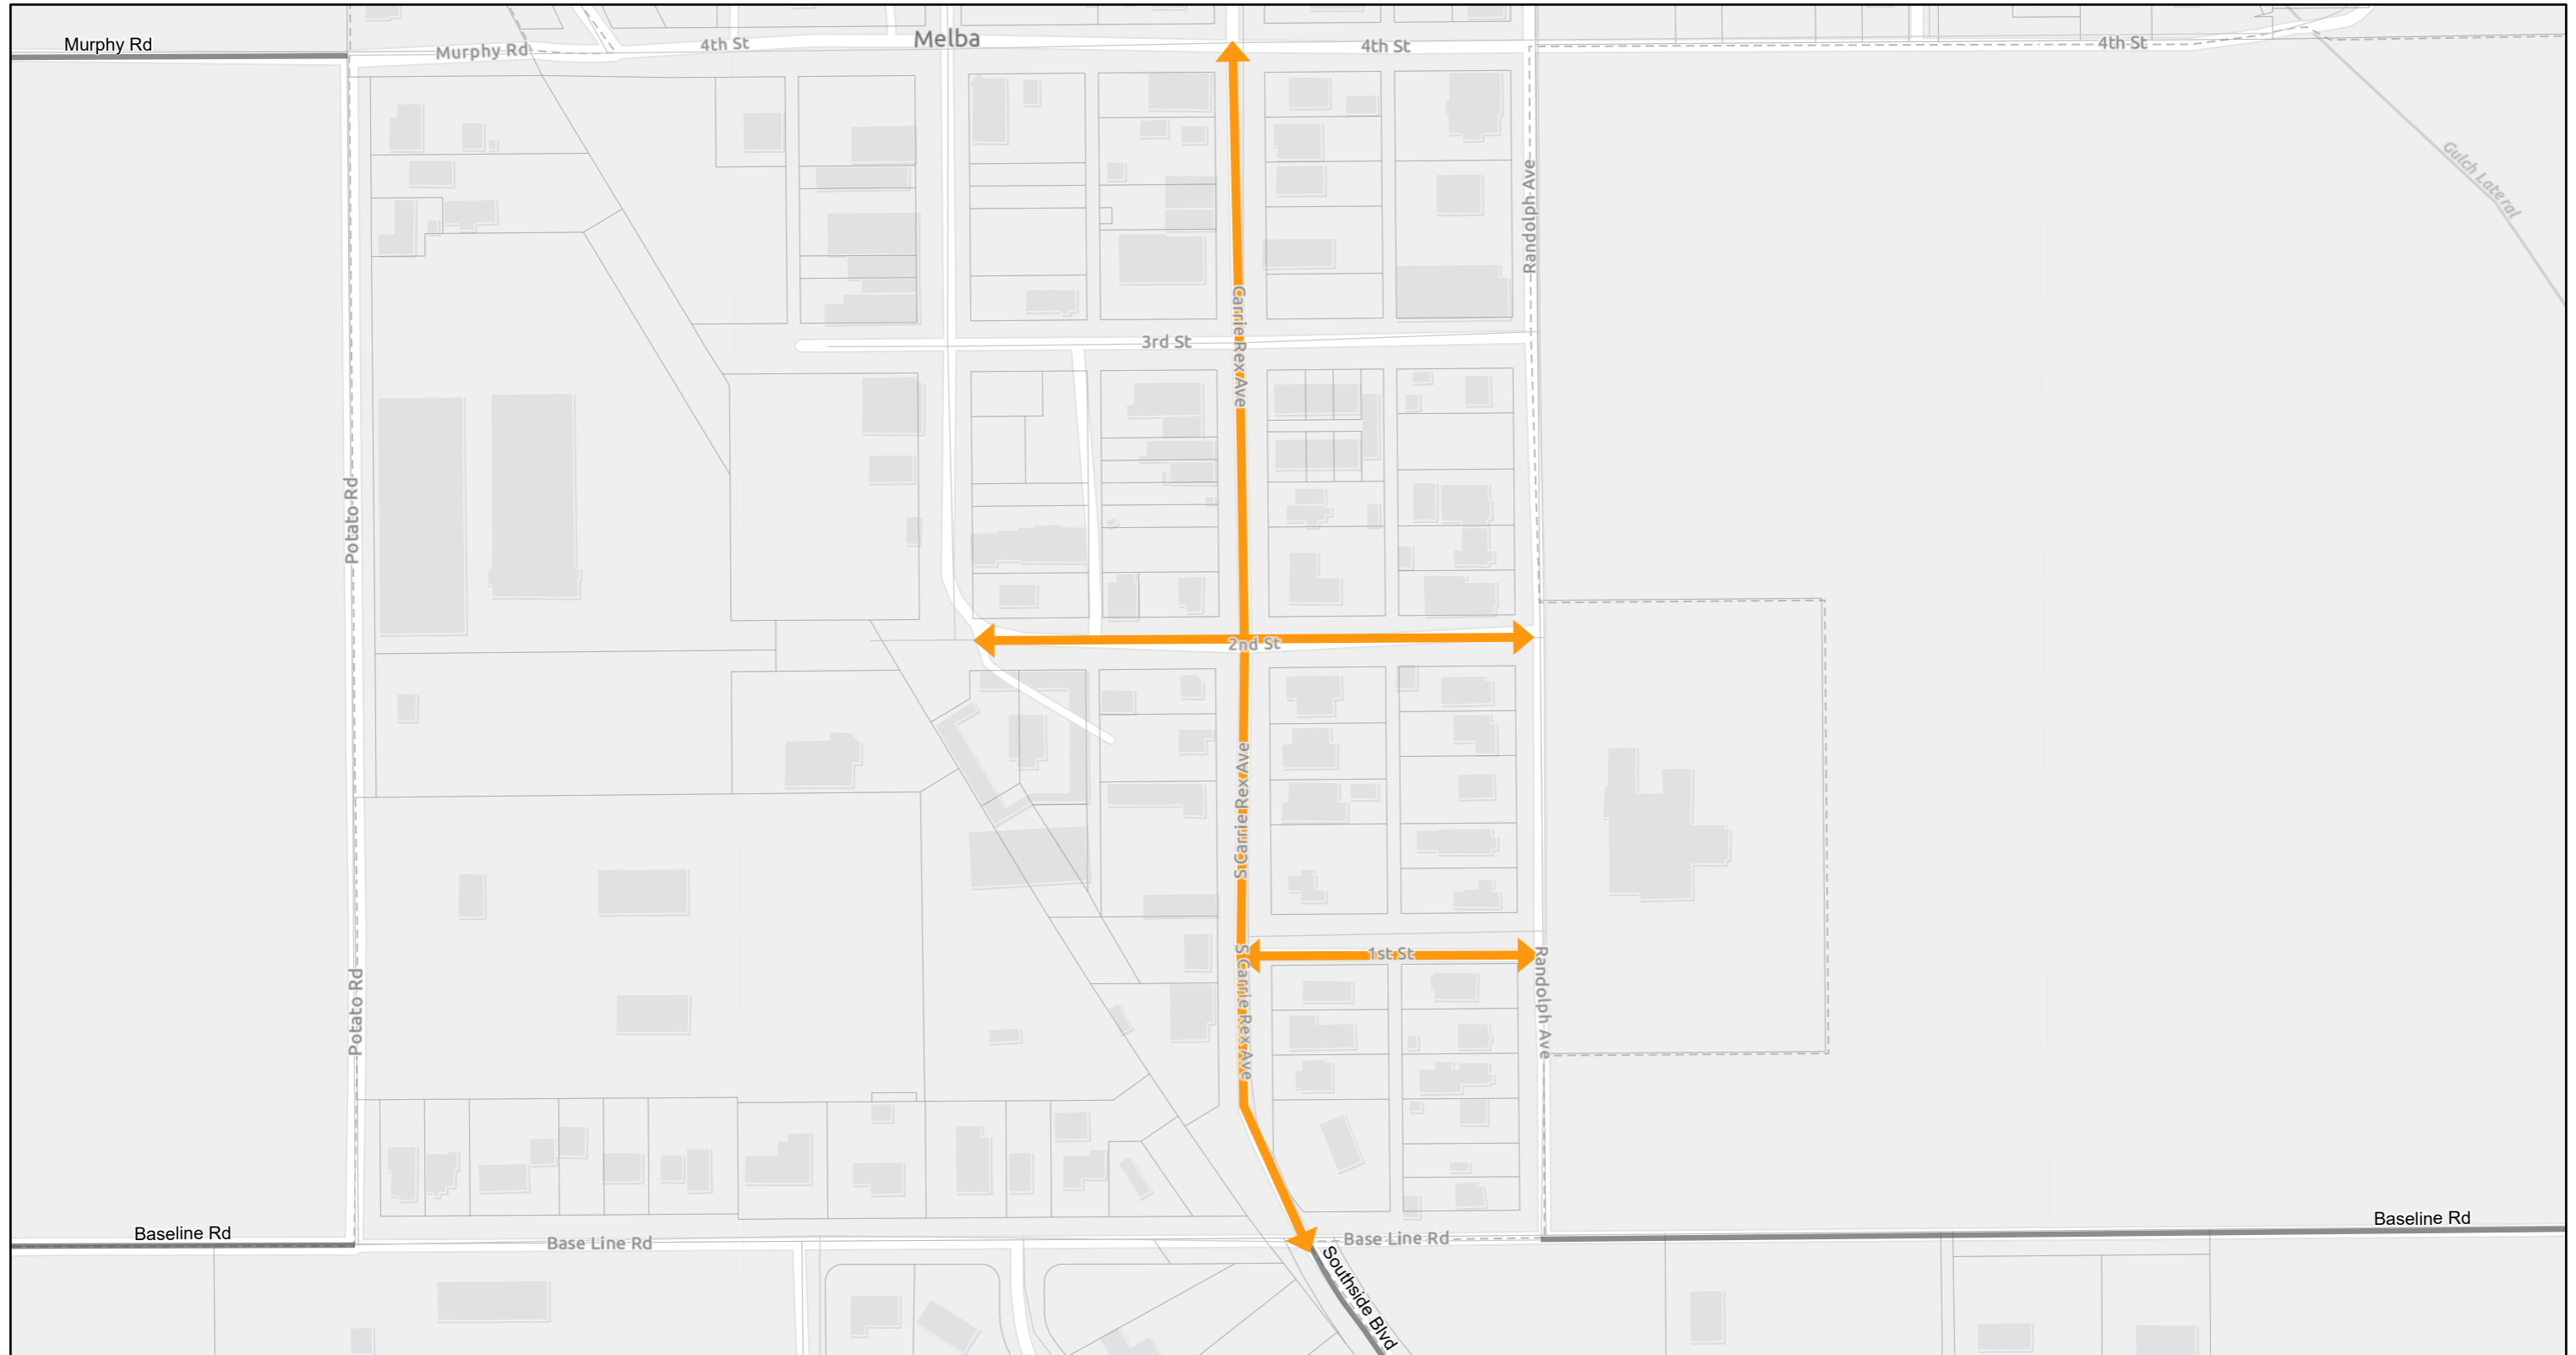 Murphy Rd
Murphy Rd
4th St
Melba
4th St
4th St
Gulch Lateral
Randolph Ave
Carrie Rex Ave
3rd St
Potato Rd
2nd St
S Carrie Rex Ave
1st St
S Carrie Rex Ave
Randolph Ave
Potato Rd
Baseline Rd
Base Line Rd
Base Line Rd
Baseline Rd
Southside Blvd